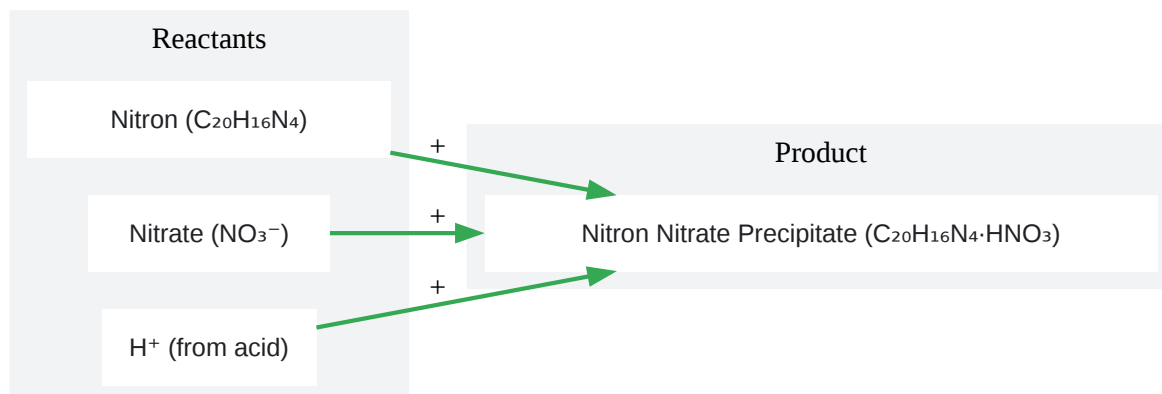 Reactants
Nitron (C₂₀H₁₆N₄)
+
Product
Nitrate (NO₃⁻)
+
Nitron Nitrate Precipitate (C₂₀H₁₆N₄·HNO₃)
+
H⁺ (from acid)